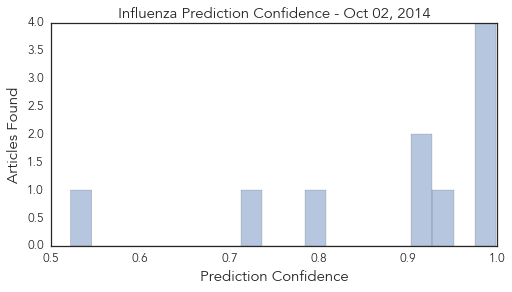 Influenza Prediction Confidence - Oct 02, 2014
Articles Found
4.0
3.5
3.0
2.5
2.0
1.5
1.0
0.5
0.0
0.5 0.6 0.7 0.8 0.9 1.0
Prediction Confidence